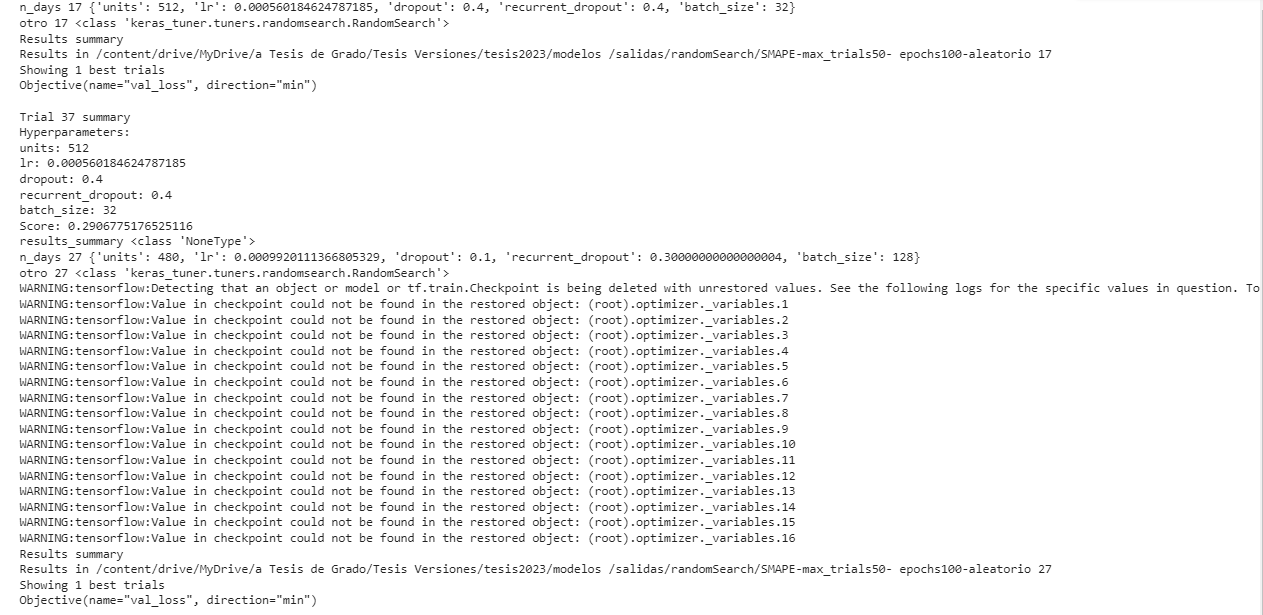 n_days 17 {'units': 512, 'lr': 0.000560184624787185, 'dropout': 0.4, 'recurrent_dropout': 0.4, 'batch_size': 32}
otro 17 <class 'keras_tuner.tuners.randomsearch.RandomSearch'>
Results summary
Results in /content/drive/MyDrive/a Tesis de Grado/Tesis Versiones/tesis2023/modelos /salidas/randomSearch/SMAPE-max_trials50- epochs100-aleatorio 17
Showing 1 best trials
Objective(name="val_loss", direction="min")
Trial 37 summary
Hyperparameters:
units: 512
lr: 0.000560184624787185
dropout: 0.4
recurrent_dropout: 0.4
batch_size: 32
Score: 0.2906775176525116
results_summary <class 'NoneType'>
n_days 27 {'units': 480, 'lr': 0.0009920111366805329, 'dropout': 0.1, 'recurrent_dropout': 0.30000000000000004, 'batch_size': 128}
otro 27 <class 'keras_tuner.tuners.randomsearch.RandomSearch'>
WARNING:tensorflow:Detecting that an object or model or tf.train.Checkpoint is being deleted with unrestored values. See the following logs for the specific values in question. To
WARNING:tensorflow:Value in checkpoint could not be found in the restored object: (root).optimizer._variables.1
WARNING:tensorflow:Value in checkpoint could not be found in the restored object: (root).optimizer._variables.2
WARNING:tensorflow:Value in checkpoint could not be found in the restored object: (root).optimizer._variables.3
WARNING:tensorflow:Value in checkpoint could not be found in the restored object: (root).optimizer._variables.4
WARNING:tensorflow:Value in checkpoint could not be found in the restored object: (root).optimizer._variables.5
WARNING:tensorflow:Value in checkpoint could not be found in the restored object: (root).optimizer._variables.6
WARNING:tensorflow:Value in checkpoint could not be found in the restored object: (root).optimizer._variables.7
WARNING:tensorflow:Value in checkpoint could not be found in the restored object: (root).optimizer._variables.8
WARNING:tensorflow:Value in checkpoint could not be found in the restored object: (root).optimizer._variables.9
WARNING:tensorflow:Value in checkpoint could not be found in the restored object: (root).optimizer._variables.10
WARNING:tensorflow:Value in checkpoint could not be found in the restored object: (root).optimizer._variables.11
WARNING:tensorflow:Value in checkpoint could not be found in the restored object: (root).optimizer._variables.12
WARNING:tensorflow:Value in checkpoint could not be found in the restored object: (root).optimizer._variables.13
WARNING:tensorflow:Value in checkpoint could not be found in the restored object: (root).optimizer._variables.14
WARNING:tensorflow:Value in checkpoint could not be found in the restored object: (root).optimizer._variables.15
WARNING:tensorflow:Value in checkpoint could not be found in the restored object: (root).optimizer._variables.16
Results summary
Results in /content/drive/MyDrive/a Tesis de Grado/Tesis Versiones/tesis2023/modelos /salidas/randomSearch/SMAPE-max_trials50- epochs100-aleatorio 27
Showing 1 best trials
Objective(name="val_loss", direction="min")